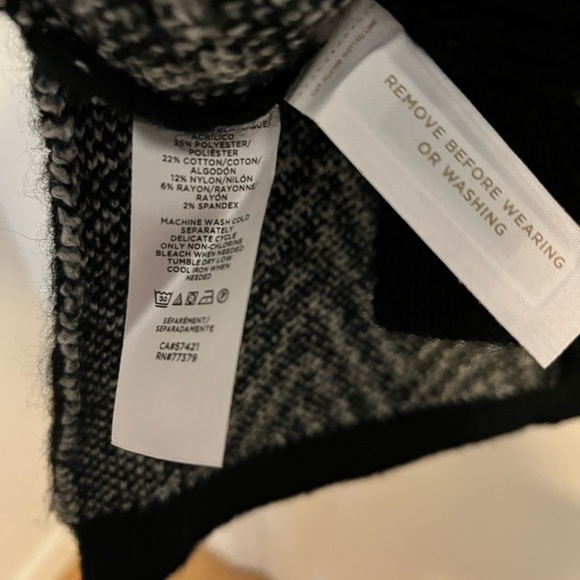 ACRÍLICO
35% POLYESTER/
POLIÉSTER
22% COTTON/COTON/
ALGODÓN
12% NYLON/NILÓN
6% RAYON/RAYONNE/
RAYÓN
2% SPANDEX
MACHINE WASH COLD
SEPARATELY
DELICATE CYCLE
ONLY NON-CHLORINE
BLEACH WHEN NEEDED
TUMBLE DRY LOW
COOL IRON WHEN
NEEDED
30 P
SÉPARÉMENT/
SEPARADAMENTE
CA#57421
RN#77379
REMOVE BEFORE WEARING
OR WASHING